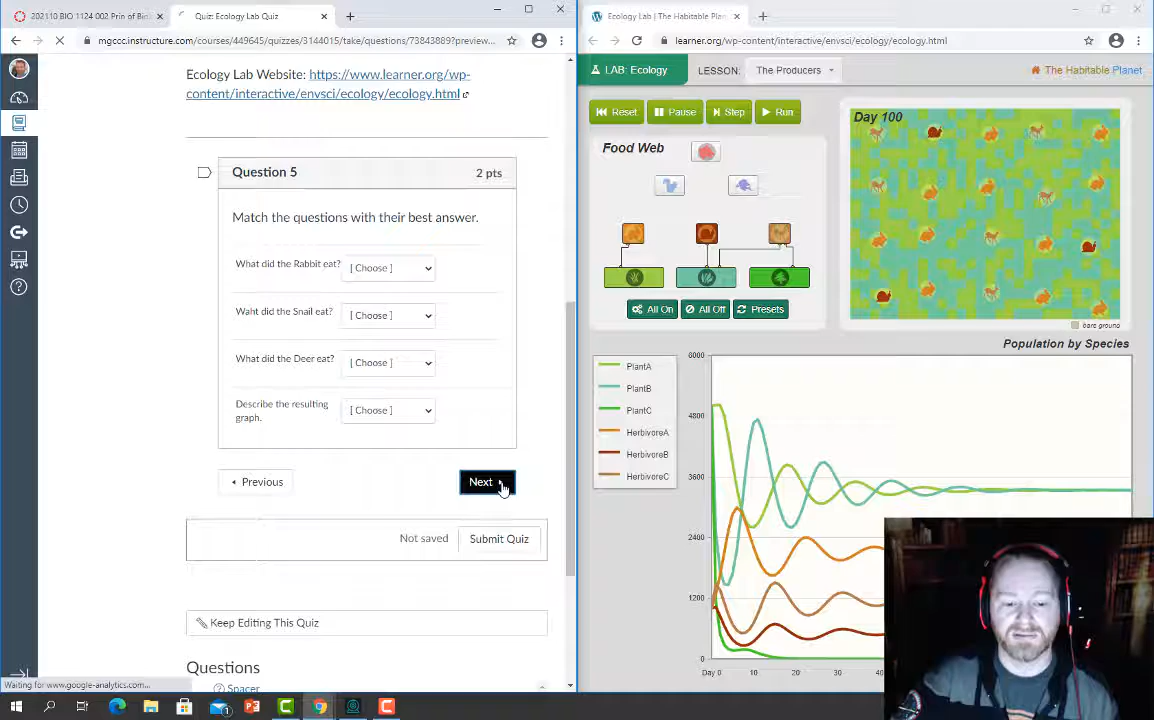 202110 BIO 1124 002 Prin of Bio
Quiz: Ecology Lab Quiz
mgccc.instructure.com/courses/449645/quizzes/3144015/take/questions/73843889?preview...
Ecology Lab Website: https://www.learner.org/wp-
content/interactive/envsci/ecology/ecology.html
Question 5
2 pts
Match the questions with their best answer.
What did the Rabbit eat?
[ Choose ]
Waht did the Snail eat?
[ Choose ]
What did the Deer eat?
[ Choose ]
Describe the resulting
graph.
[ Choose ]
Previous
Next
Not saved
Submit Quiz
Keep Editing This Quiz
Questions
Spacer
Waiting for www.google-analytics.com...
Ecology Lab | The Habitable Plan
learner.org/wp-content/interactive/envsci/ecology/ecology.html
LAB: Ecology
LESSON:
The Producers
The Habitable Planet
Reset
Pause
Step
Run
Food Web
All On
All Off
Presets
Day 100
bare ground
Population by Species
PlantA
PlantB
PlantC
HerbivoreA
HerbivoreB
HerbivoreC
6000
4800
3600
2400
1200
0
Day 0
10
20
30
40